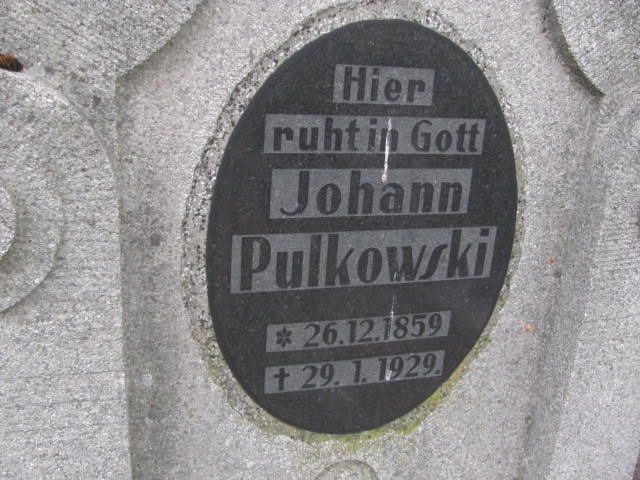 Hier
ruht in Gott
Johann
Pulkowski
* 26.12.1859
† 29. 1. 1929.